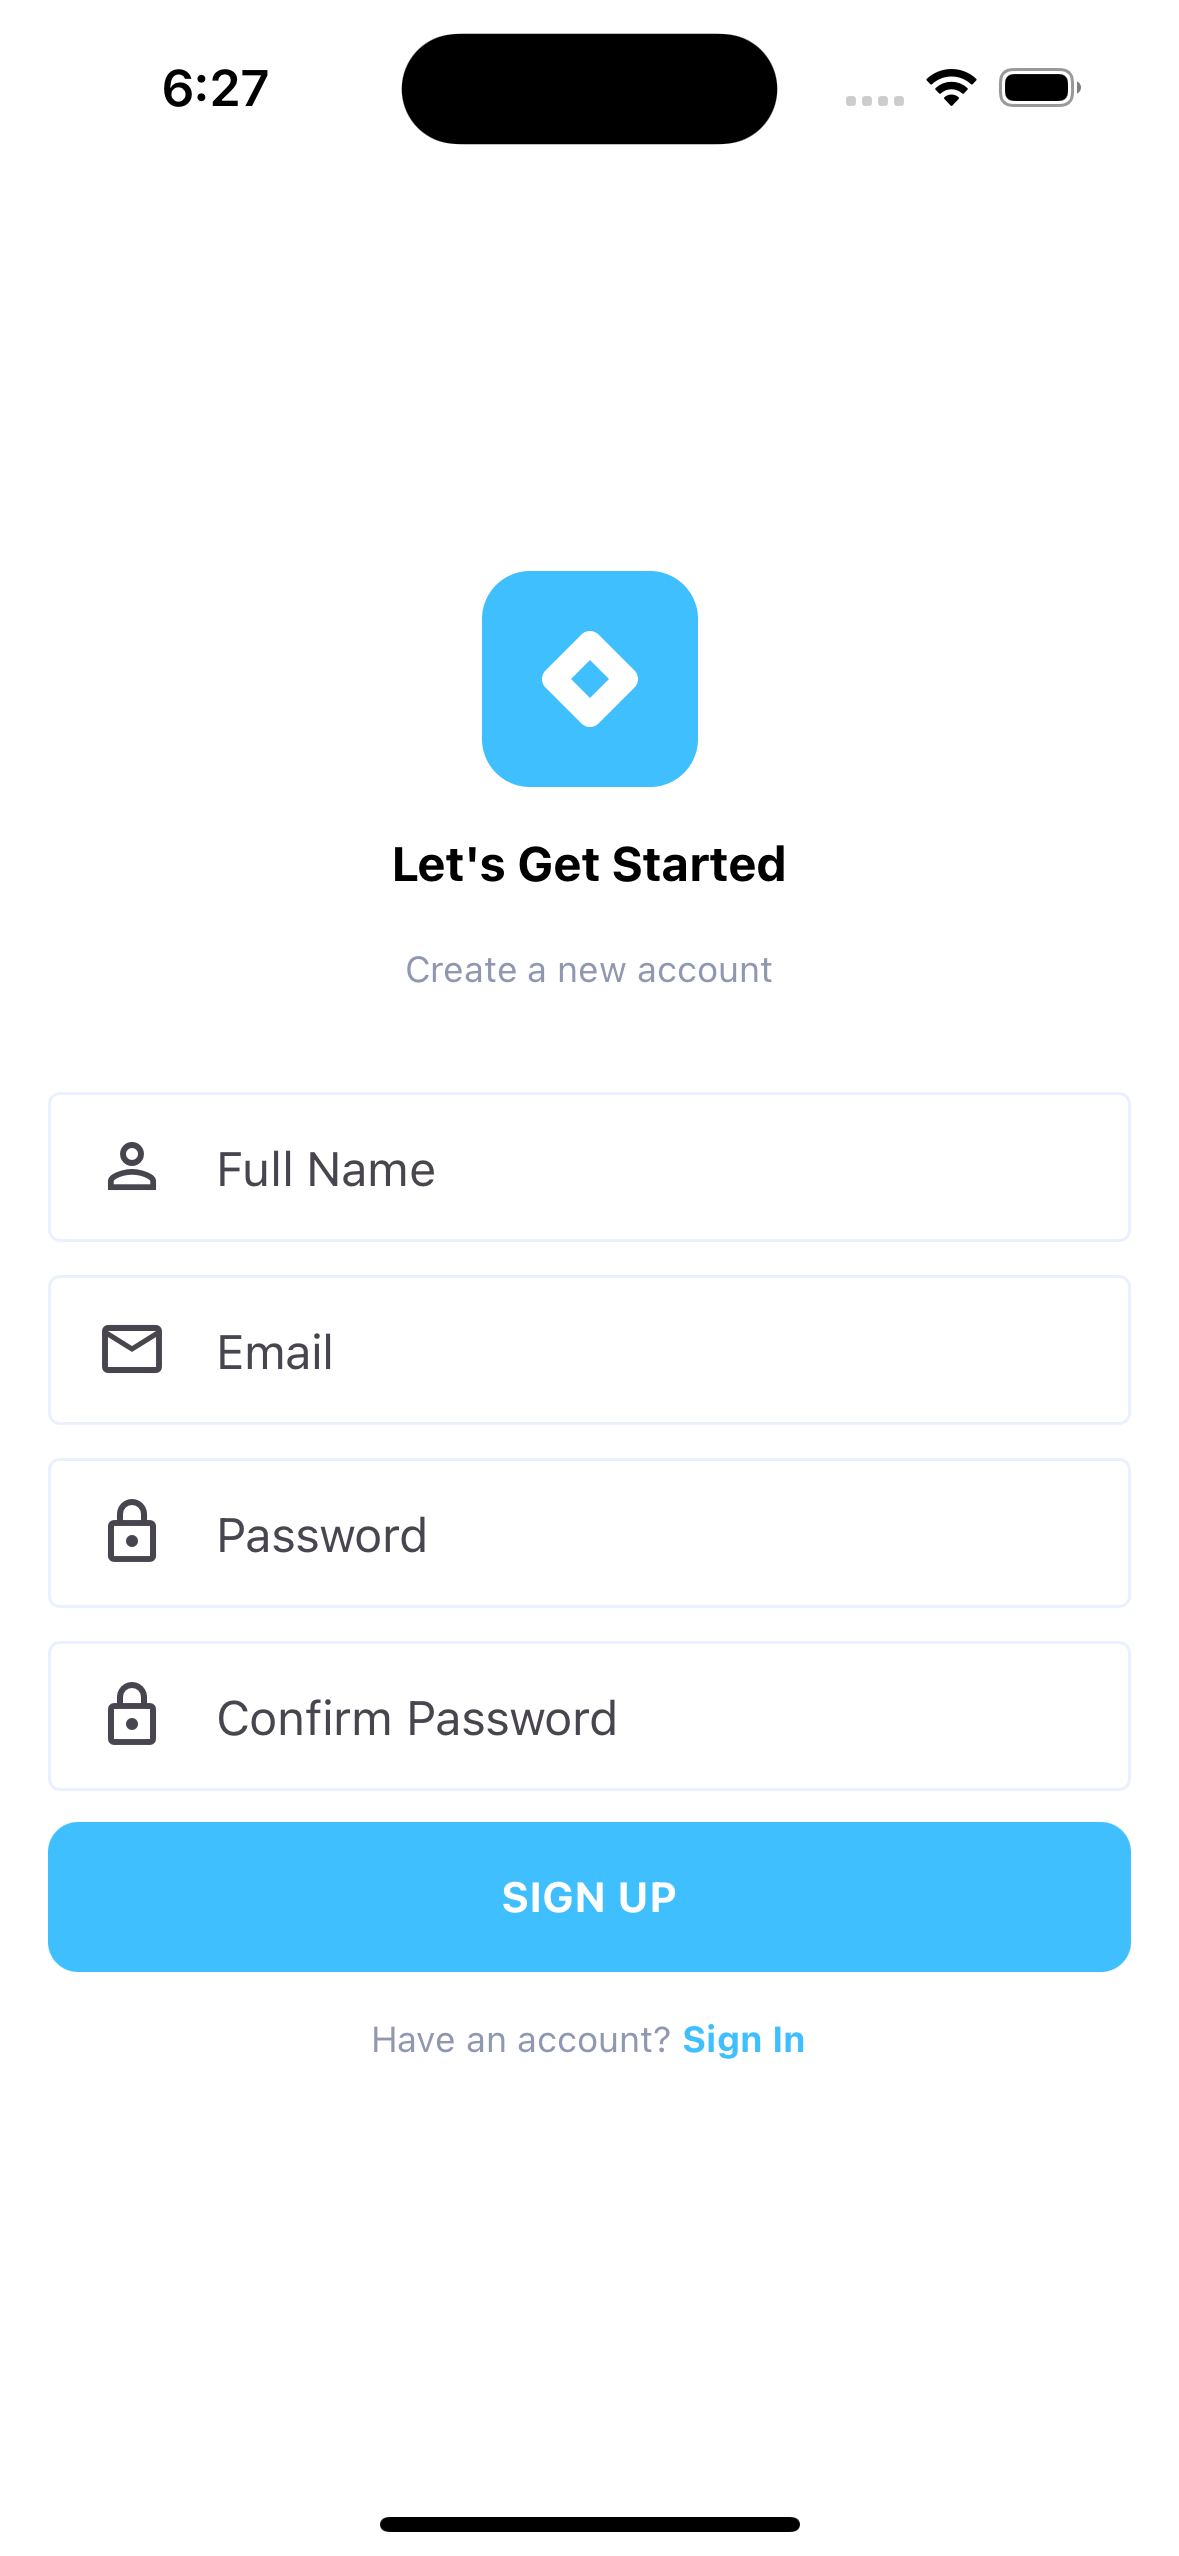 6:27
Let's Get Started
Create a new account
Full Name
Email
Password
Confirm Password
SIGN UP
Have an account? Sign In